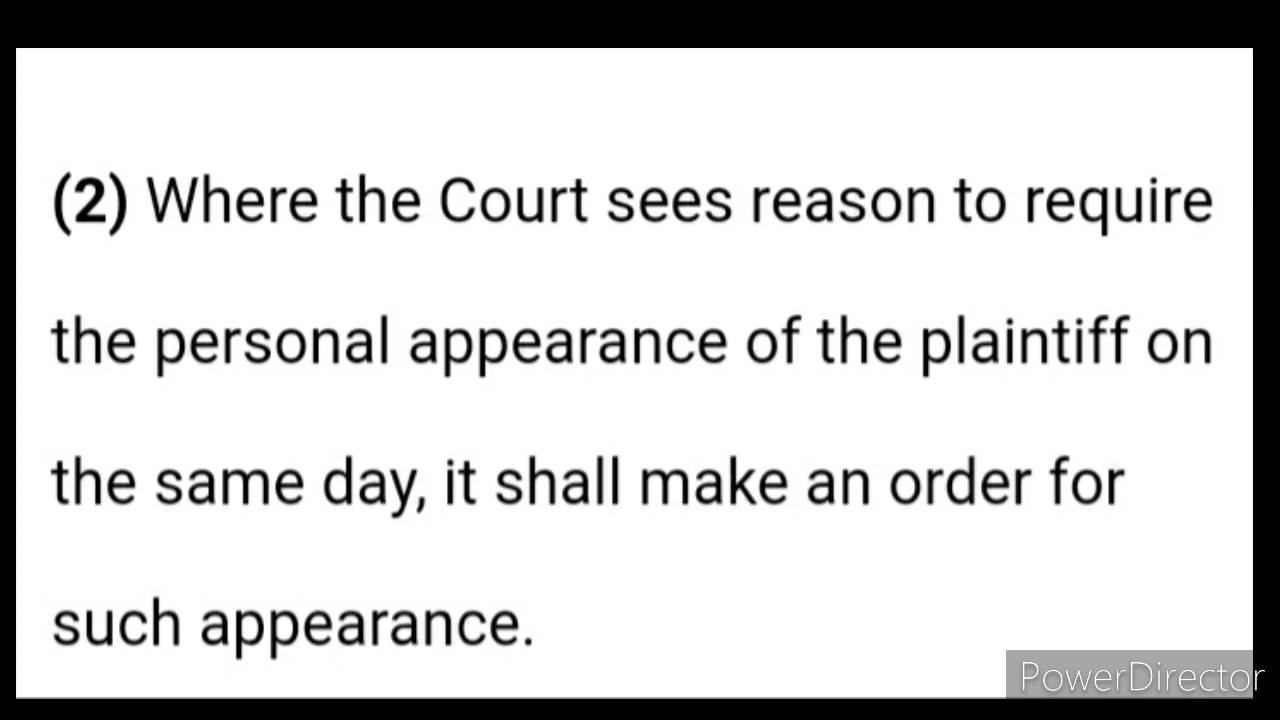 (2) Where the Court sees reason to require
the personal appearance of the plaintiff on
the same day, it shall make an order for
such appearance.
PowerDirector